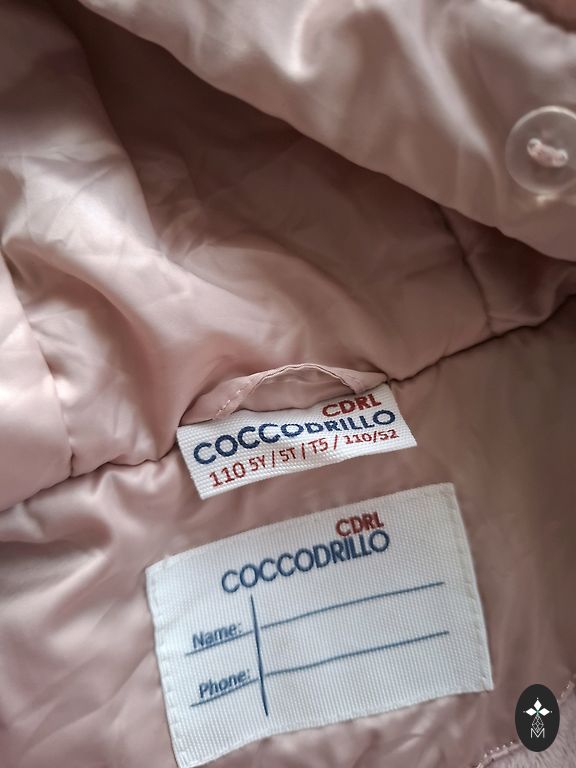 CDRL
COCCODRILLO
110 5Y / 5T / T5 / 110/52
CDRL
COCCODRILLO
Name:
Phone:
M